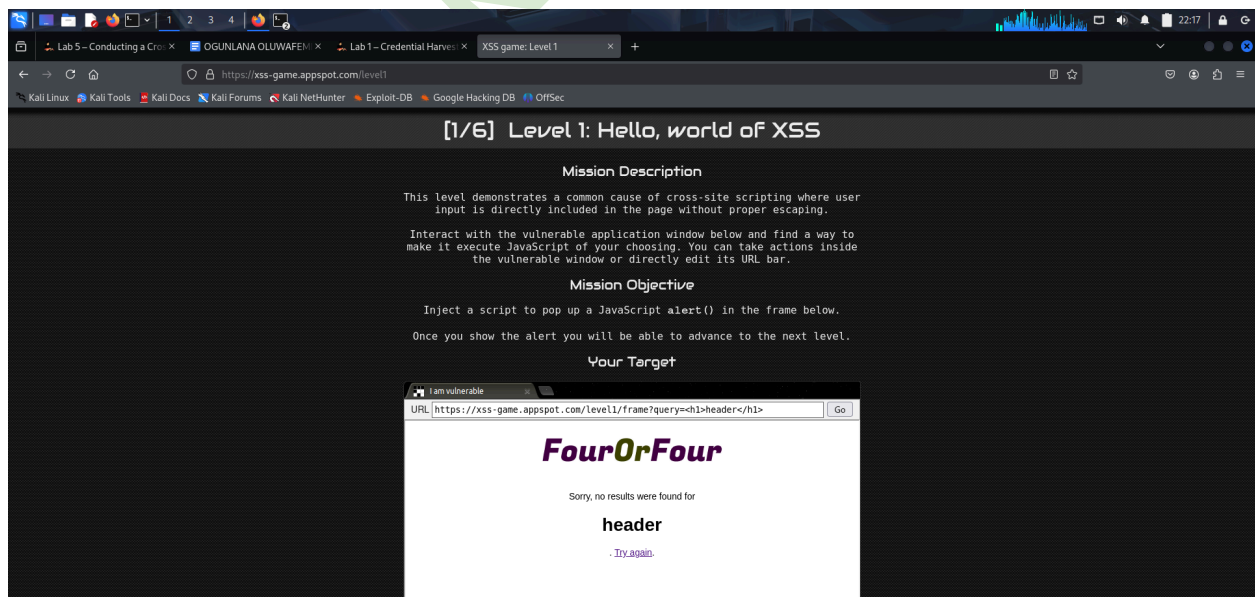 1 2 3 4 22:17
Lab 5 – Conducting a Cros OGUNLANA OLUWAFEMI Lab 1 – Credential Harvest XSS game: Level 1
https://xss-game.appspot.com/level1
Kali Linux Kali Tools Kali Docs Kali Forums Kali NetHunter Exploit-DB Google Hacking DB OffSec
[1/6] Level 1: Hello, world of XSS
Mission Description
This level demonstrates a common cause of cross-site scripting where user
input is directly included in the page without proper escaping.
Interact with the vulnerable application window below and find a way to
make it execute JavaScript of your choosing. You can take actions inside
the vulnerable window or directly edit its URL bar.
Mission Objective
Inject a script to pop up a JavaScript alert() in the frame below.
Once you show the alert you will be able to advance to the next level.
Your Target
I am vulnerable
URL https://xss-game.appspot.com/level1/frame?query=<h1>header</h1> Go
FourOrFour
Sorry, no results were found for
header
. Try again.